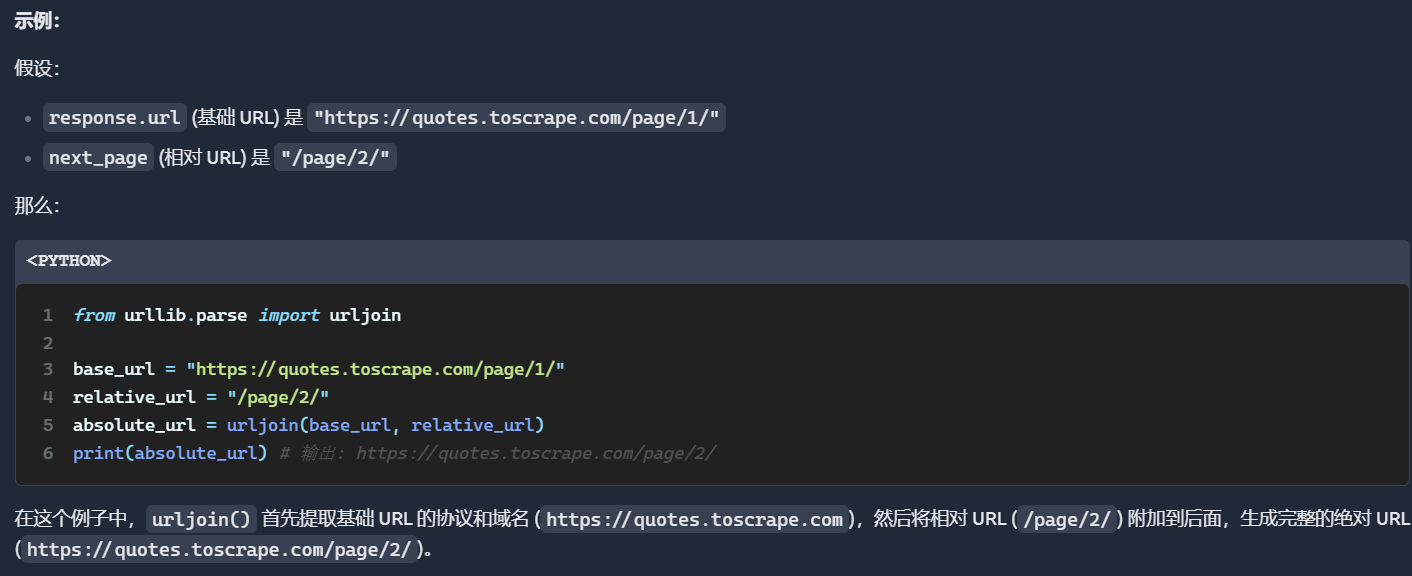 示例：
假设：
• response.url (基础 URL) 是 "https://quotes.toscrape.com/page/1/"
• next_page (相对 URL) 是 "/page/2/"
那么：
<PYTHON>
1 from urllib.parse import urljoin
2
3 base_url = "https://quotes.toscrape.com/page/1/"
4 relative_url = "/page/2/"
5 absolute_url = urljoin(base_url, relative_url)
6 print(absolute_url) # 输出: https://quotes.toscrape.com/page/2/
在这个例子中，urljoin() 首先提取基础 URL 的协议和域名 (https://quotes.toscrape.com)，然后将相对 URL (/page/2/) 附加到后面，生成完整的绝对 URL
(https://quotes.toscrape.com/page/2/)。